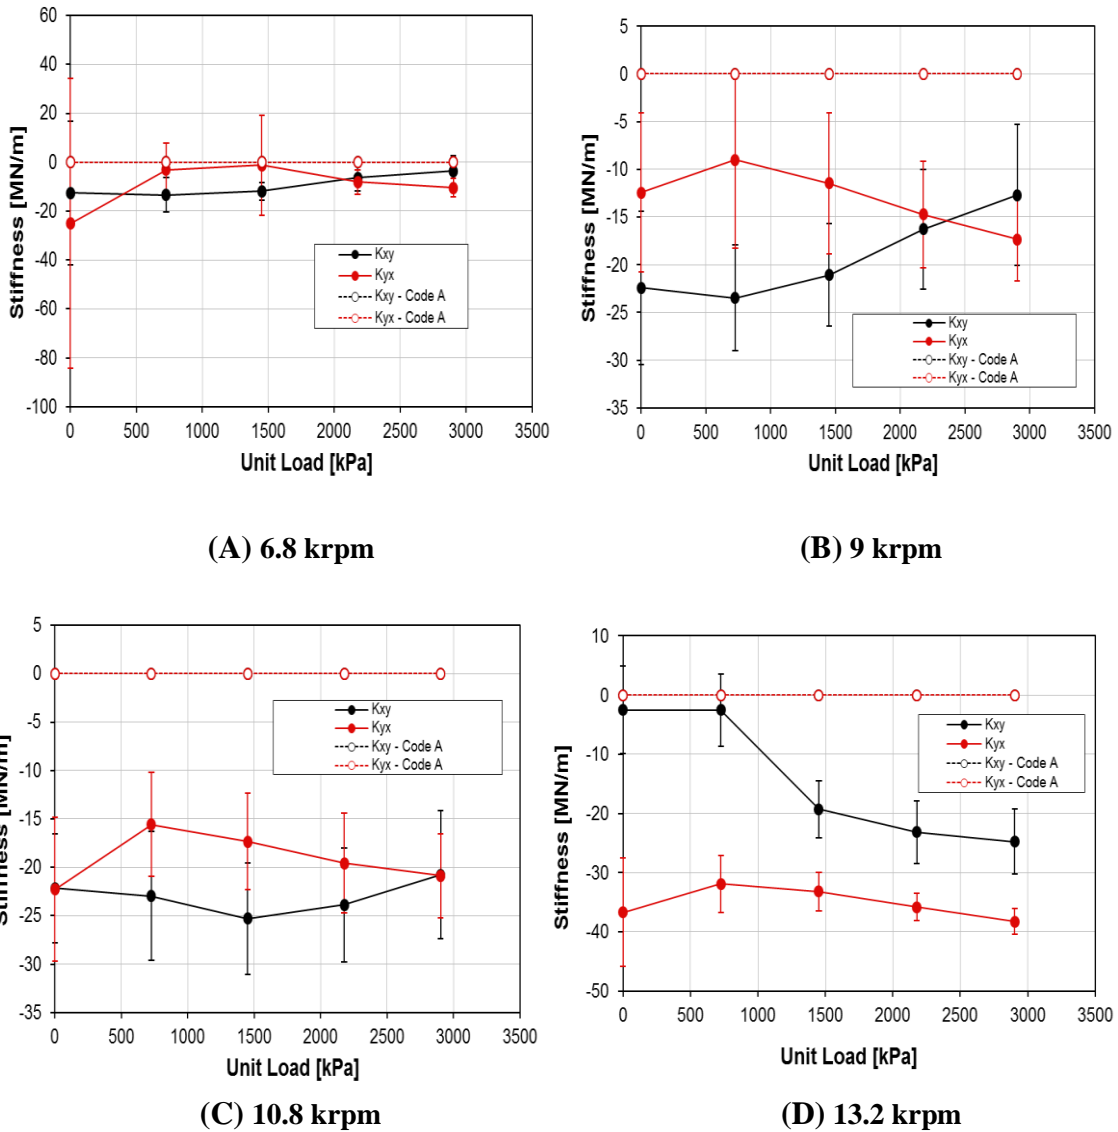 60
40
20
0
-20
-40
-60
-80
-100
Stiffness [MN/m]
Kxy
Kyx
Kxy - Code A
Kyx - Code A
0 500 1000 1500 2000 2500 3000 3500
Unit Load [kPa]
(A) 6.8 krpm
5
0
-5
-10
-15
-20
-25
-30
-35
Stiffness [MN/m]
Kxy
Kyx
Kxy - Code A
Kyx - Code A
0 500 1000 1500 2000 2500 3000 3500
Unit Load [kPa]
(B) 9 krpm
5
0
-5
-10
-15
-20
-25
-30
-35
Stiffness [MN/m]
Kxy
Kyx
Kxy - Code A
Kyx - Code A
0 500 1000 1500 2000 2500 3000 3500
Unit Load [kPa]
(C) 10.8 krpm
10
0
-10
-20
-30
-40
-50
Stiffness [MN/m]
Kxy
Kyx
Kxy - Code A
Kyx - Code A
0 500 1000 1500 2000 2500 3000 3500
Unit Load [kPa]
(D) 13.2 krpm